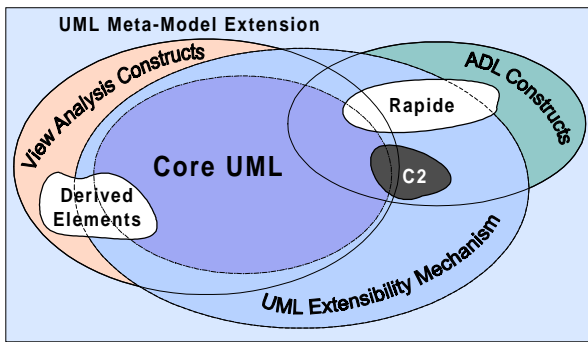 UML Meta-Model Extension
View Analysis Constructs
ADL Constructs
Rapide
Core UML
C2
Derived
Elements
UML Extensibility Mechanism